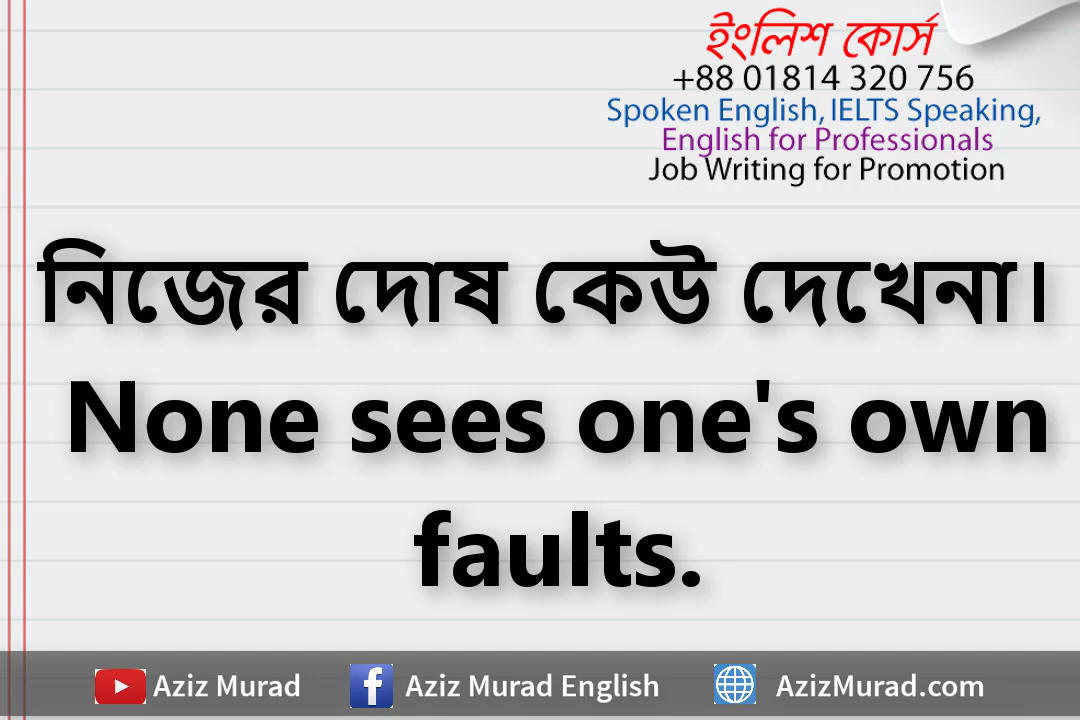 ইংলিশ কোর্স
+88 01814 320 756
Spoken English, IELTS Speaking,
English for Professionals
Job Writing for Promotion
নিজের দোষ কেউ দেখেনা।
None sees one's own
faults.
Aziz Murad Aziz Murad English AzizMurad.com